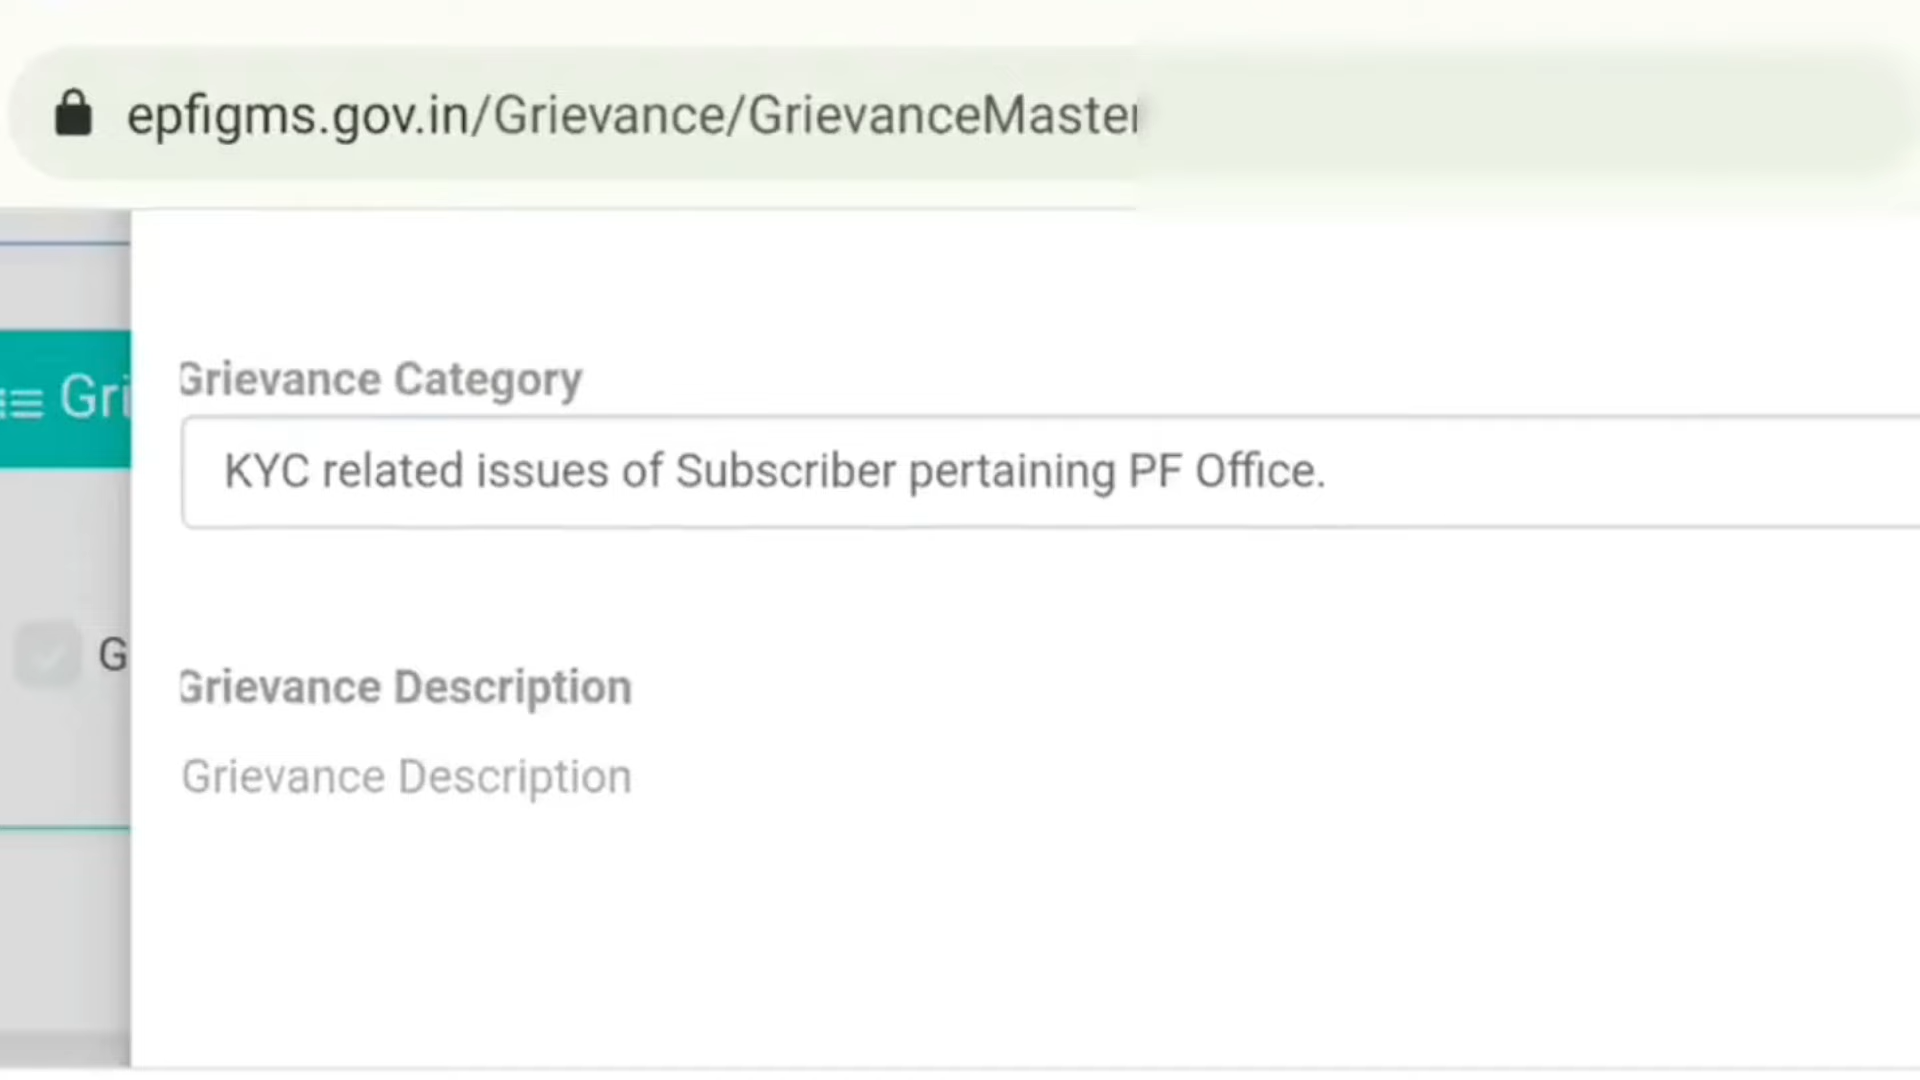 epfigms.gov.in/Grievance/GrievanceMaster
Grievance Category
Gri
KYC related issues of Subscriber pertaining PF Office.
G
Grievance Description
Grievance Description